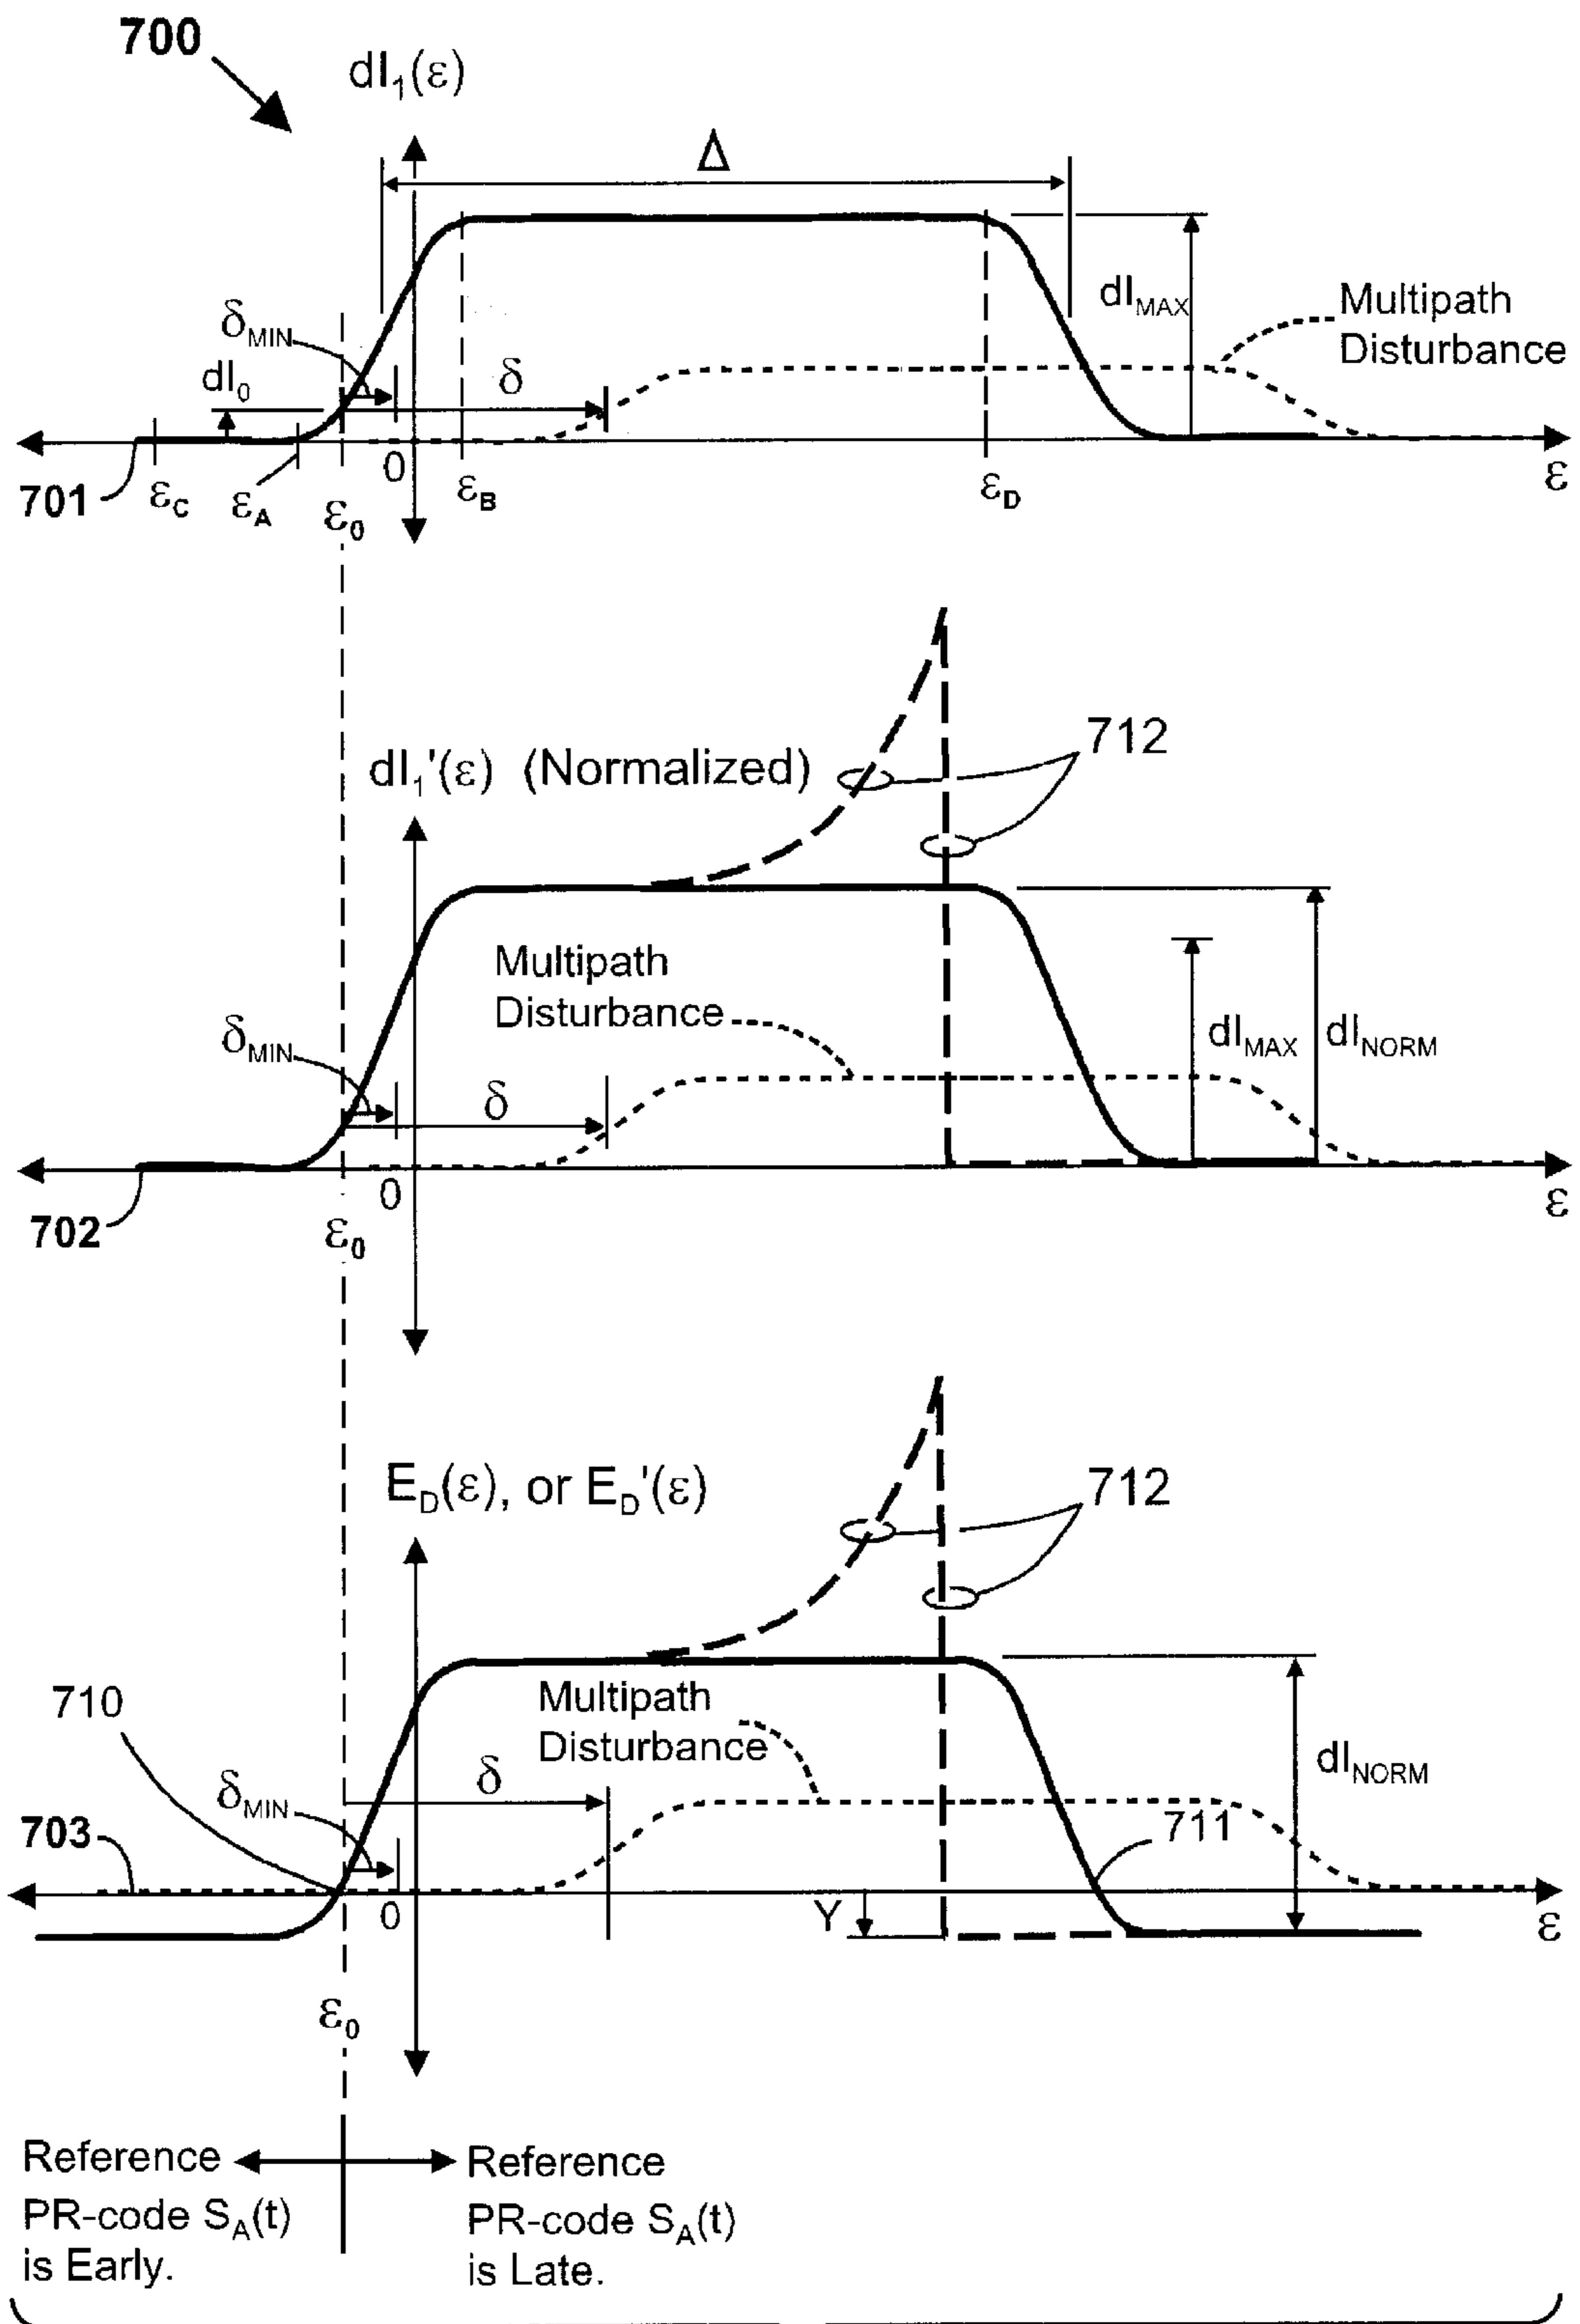 700
dI₁(ε)
Δ
δMIN
dI₀
δ
dIMAX
Multipath
Disturbance
701
εC
εA
ε₀
0
εB
εD
ε
dI₁'(ε) (Normalized)
712
Multipath
Disturbance
δMIN
δ
dIMAX
dINORM
702
0
ε₀
ε
ED(ε), or ED'(ε)
712
710
Multipath
Disturbance
δMIN
δ
dINORM
703
711
0
Y
ε
ε₀
Reference
PR-code SA(t)
is Early.
Reference
PR-code SA(t)
is Late.